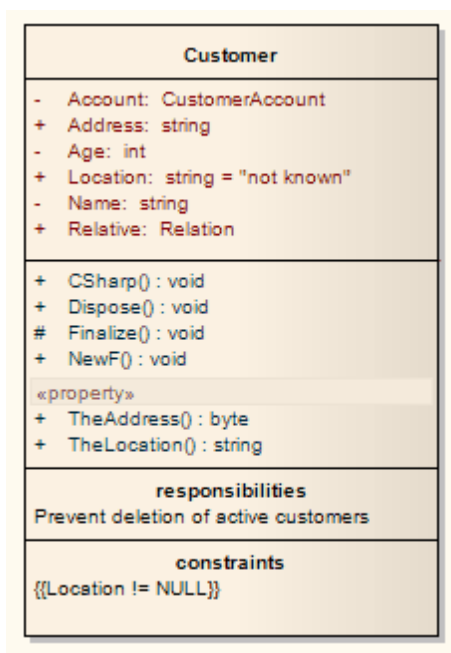 Customer
- Account: CustomerAccount
+ Address: string
- Age: int
+ Location: string = "not known"
- Name: string
+ Relative: Relation
+ CSharp() : void
+ Dispose() : void
# Finalize() : void
+ NewF() : void
«property»
+ TheAddress() : byte
+ TheLocation() : string
responsibilities
Prevent deletion of active customers
constraints
{{Location != NULL}}